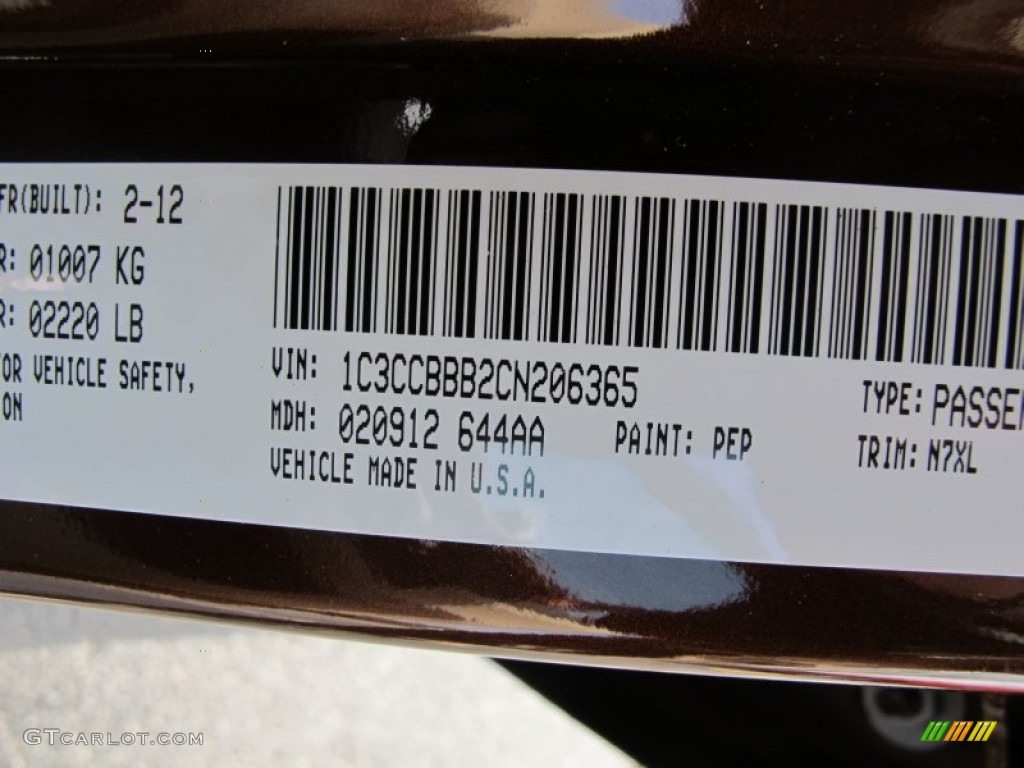 FR(BUILT): 2-12
R: 01007 KG
R: 02220 LB
OR VEHICLE SAFETY,
ON
VIN: 1C3CCBBB2CN206365
TYPE: PASSEN
MDH: 020912 644AA
PAINT: PEP
TRIM: N7XL
VEHICLE MADE IN U.S.A.
GTCARLOT.COM